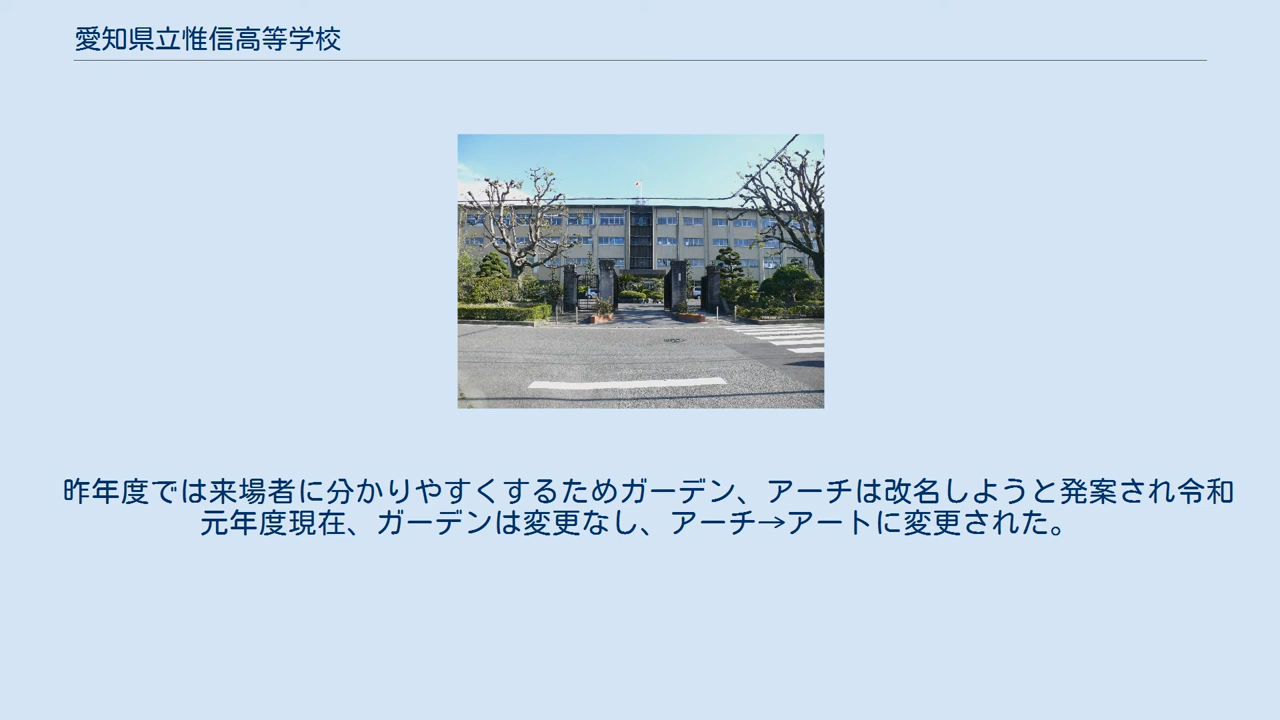 愛知県立惟信高等学校
昨年度では来場者に分かりやすくするためガーデン、アーチは改名しようと発案され令和
元年度現在、ガーデンは変更なし、アーチ→アートに変更された。